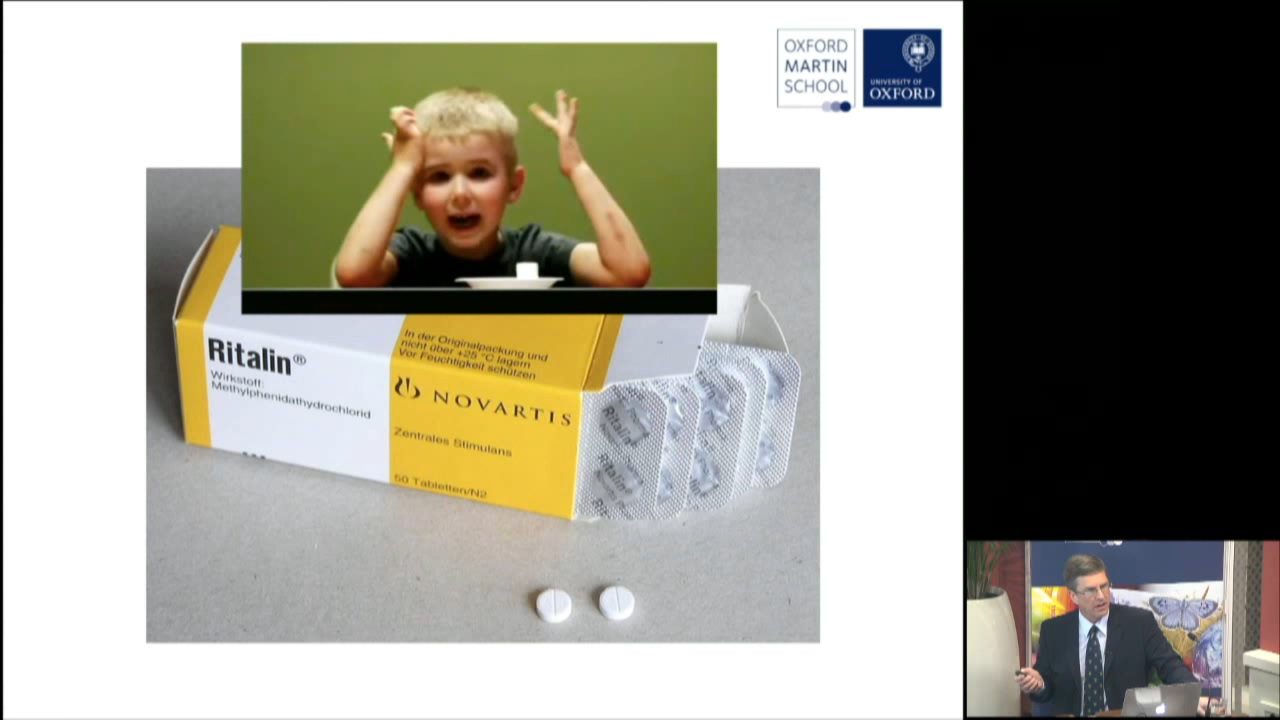 OXFORD
MARTIN
SCHOOL
UNIVERSITY OF
OXFORD
Ritalin®
Wirkstoff:
Methylphenidathydrochlorid
In der Originalpackung und
nicht über +25 °C lagern
Vor Feuchtigkeit schützen
NOVARTIS
Zentrales Stimulans
50 Tabletten/N2
Ritalin
Ritalin